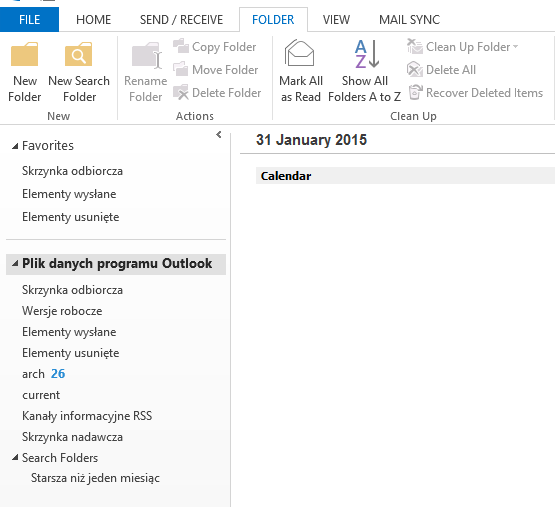 FILE HOME SEND / RECEIVE FOLDER VIEW MAIL SYNC
New Folder
New Search Folder
New
Rename Folder
Copy Folder
Move Folder
Delete Folder
Actions
Mark All as Read
Show All Folders A to Z
Clean Up Folder
Delete All
Recover Deleted Items
Clean Up
Favorites
Skrzynka odbiorcza
Elementy wysłane
Elementy usunięte
Plik danych programu Outlook
Skrzynka odbiorcza
Wersje robocze
Elementy wysłane
Elementy usunięte
arch 26
current
Kanały informacyjne RSS
Skrzynka nadawcza
Search Folders
Starsza niż jeden miesiąc
31 January 2015
Calendar